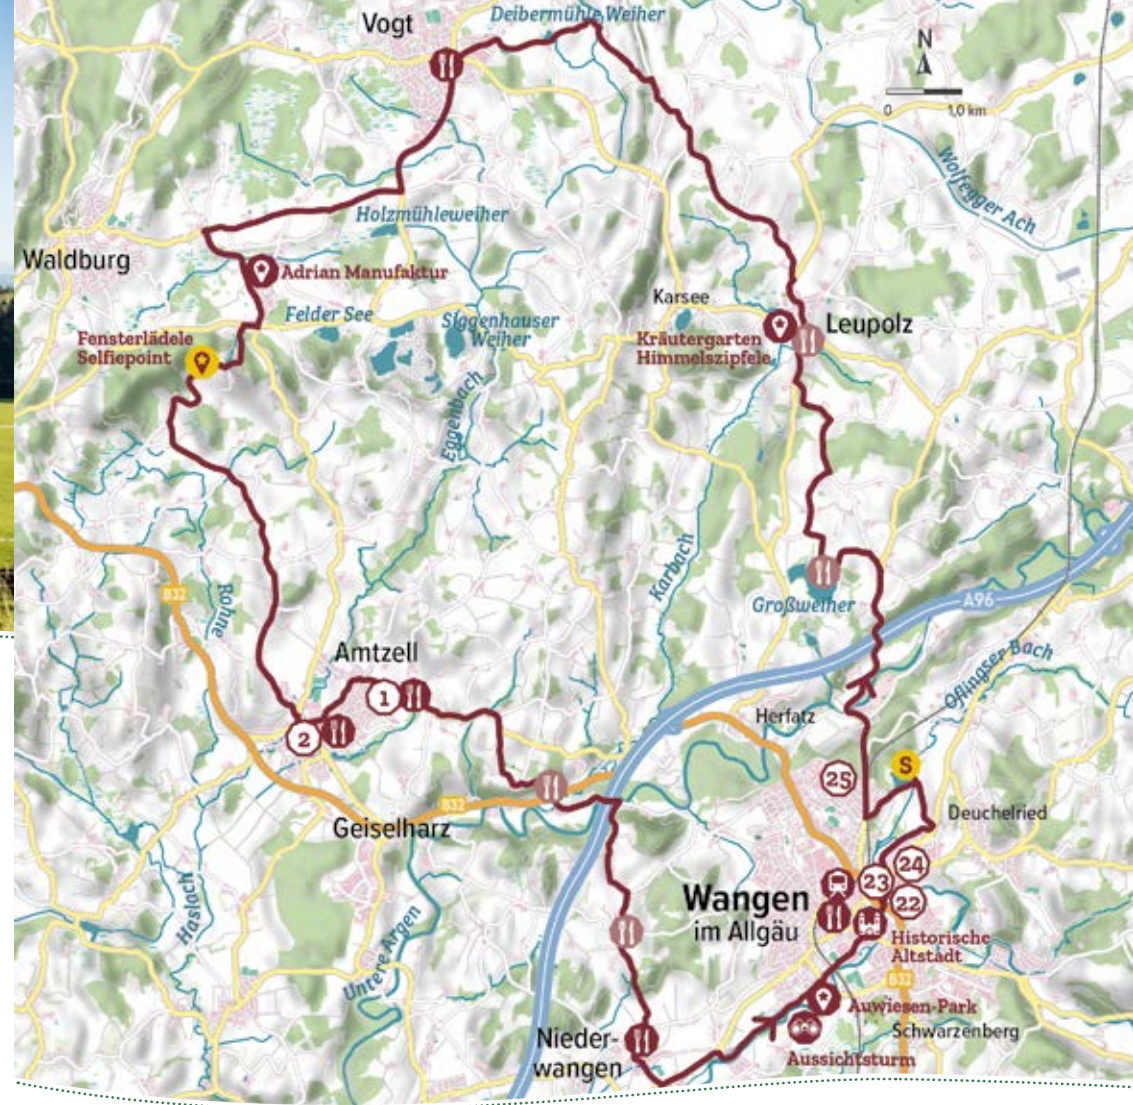 Vogt
Deibermühle Weiher
N
0 1,0 km
Wolfegger Ach
Holzmühleweiher
Waldburg
Adrian Manufaktur
Felder See
Siggenhauser
Weiher
Karsee
Leupolz
Fensterlädele
Selfiepoint
Kräutergarten
Himmelszipfele
Eggenbach
Karbach
B32
Rohne
Großweiher
A96
Oflingser Bach
Amtzell
1
2
Herfatz
S
25
B32
Deuchelried
Geiselharz
24
23
22
Wangen
im Allgäu
Haslach
Historische
Altstadt
Untere Argen
B32
Auwiesen-Park
Schwarzenberg
Nieder-
wangen
Aussichtsturm